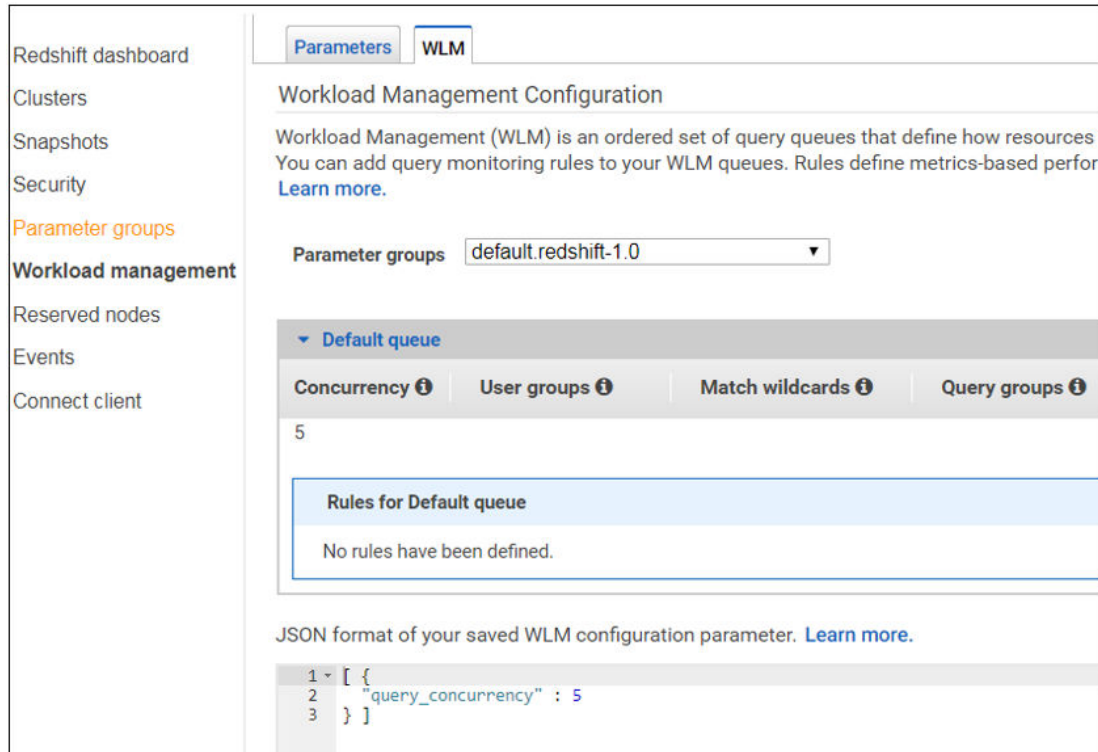 Redshift dashboard
Clusters
Snapshots
Security
Parameter groups
Workload management
Reserved nodes
Events
Connect client
Parameters WLM
Workload Management Configuration
Workload Management (WLM) is an ordered set of query queues that define how resources
You can add query monitoring rules to your WLM queues. Rules define metrics-based perfor
Learn more.
Parameter groups default.redshift-1.0
Default queue
Concurrency User groups Match wildcards Query groups
5
Rules for Default queue
No rules have been defined.
JSON format of your saved WLM configuration parameter. Learn more.
1 [ {
2 "query_concurrency" : 5
3 } ]